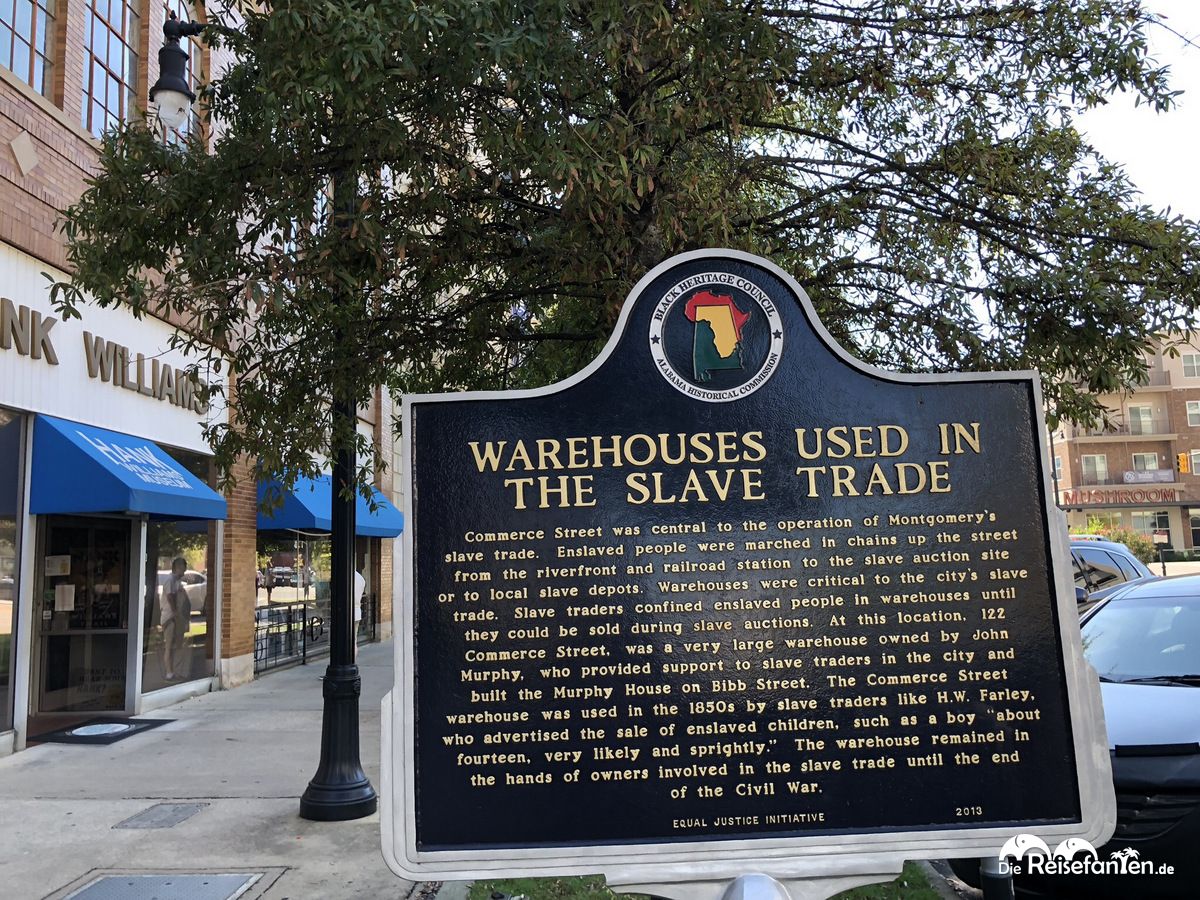 NK WILLIAMS
HANK
WILLIAMS
MUSEUM
BLACK HERITAGE COUNCIL
ALABAMA HISTORICAL COMMISSION
WAREHOUSES USED IN
THE SLAVE TRADE
Commerce Street was central to the operation of Montgomery's
slave trade. Enslaved people were marched in chains up the street
from the riverfront and railroad station to the slave auction site
or to local slave depots. Warehouses were critical to the city's slave
trade. Slave traders confined enslaved people in warehouses until
they could be sold during slave auctions. At this location, 122
Commerce Street, was a very large warehouse owned by John
Murphy, who provided support to slave traders in the city and
built the Murphy House on Bibb Street. The Commerce Street
warehouse was used in the 1850s by slave traders like H.W. Farley,
who advertised the sale of enslaved children, such as a boy "about
fourteen, very likely and sprightly." The warehouse remained in
the hands of owners involved in the slave trade until the end
of the Civil War.
EQUAL JUSTICE INITIATIVE 2013
MUSHROOM
Die Reisefanten.de